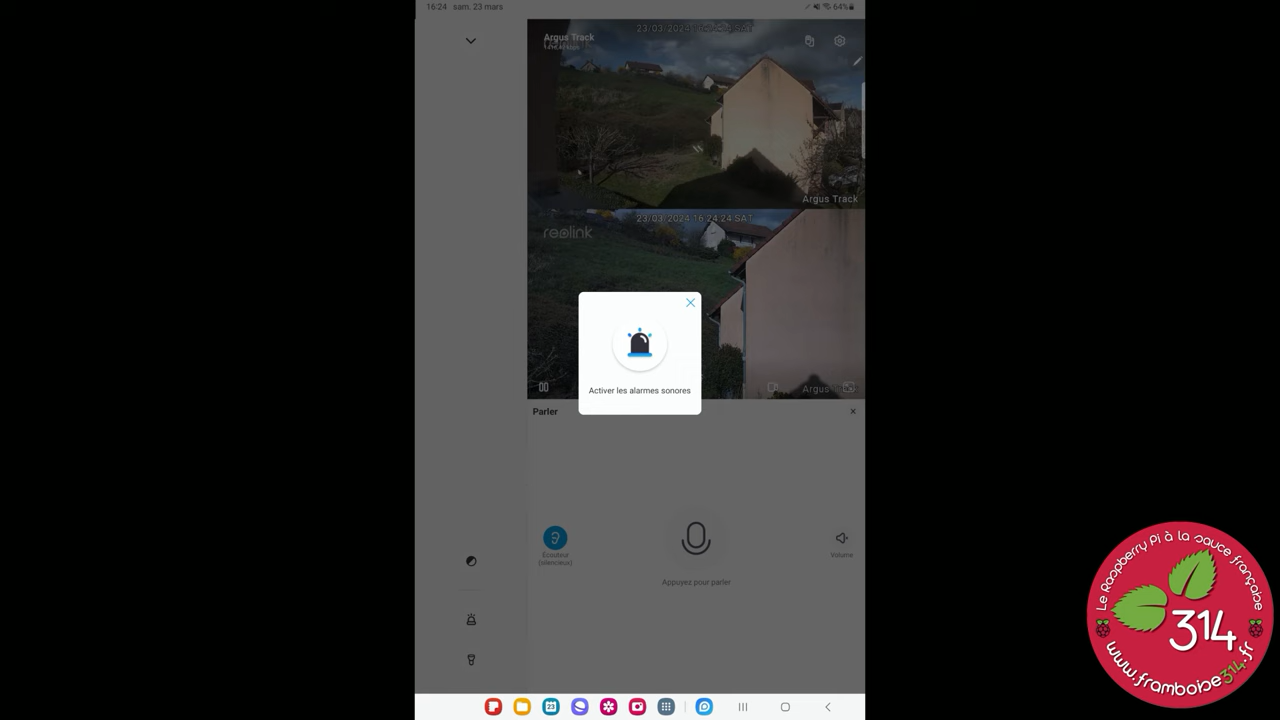 16:24 sam, 23 mars
64%
Argus Track
reolink
Argus Track
23/03/2024 16:24:24 SAT
reolink
Activer les alarmes sonores
Argus
Parler
Écouteur
(silencieux)
Appuyez pour parler
Volume
23
Le Raspberry Pi à la sauce française
314
www.framboise314.fr